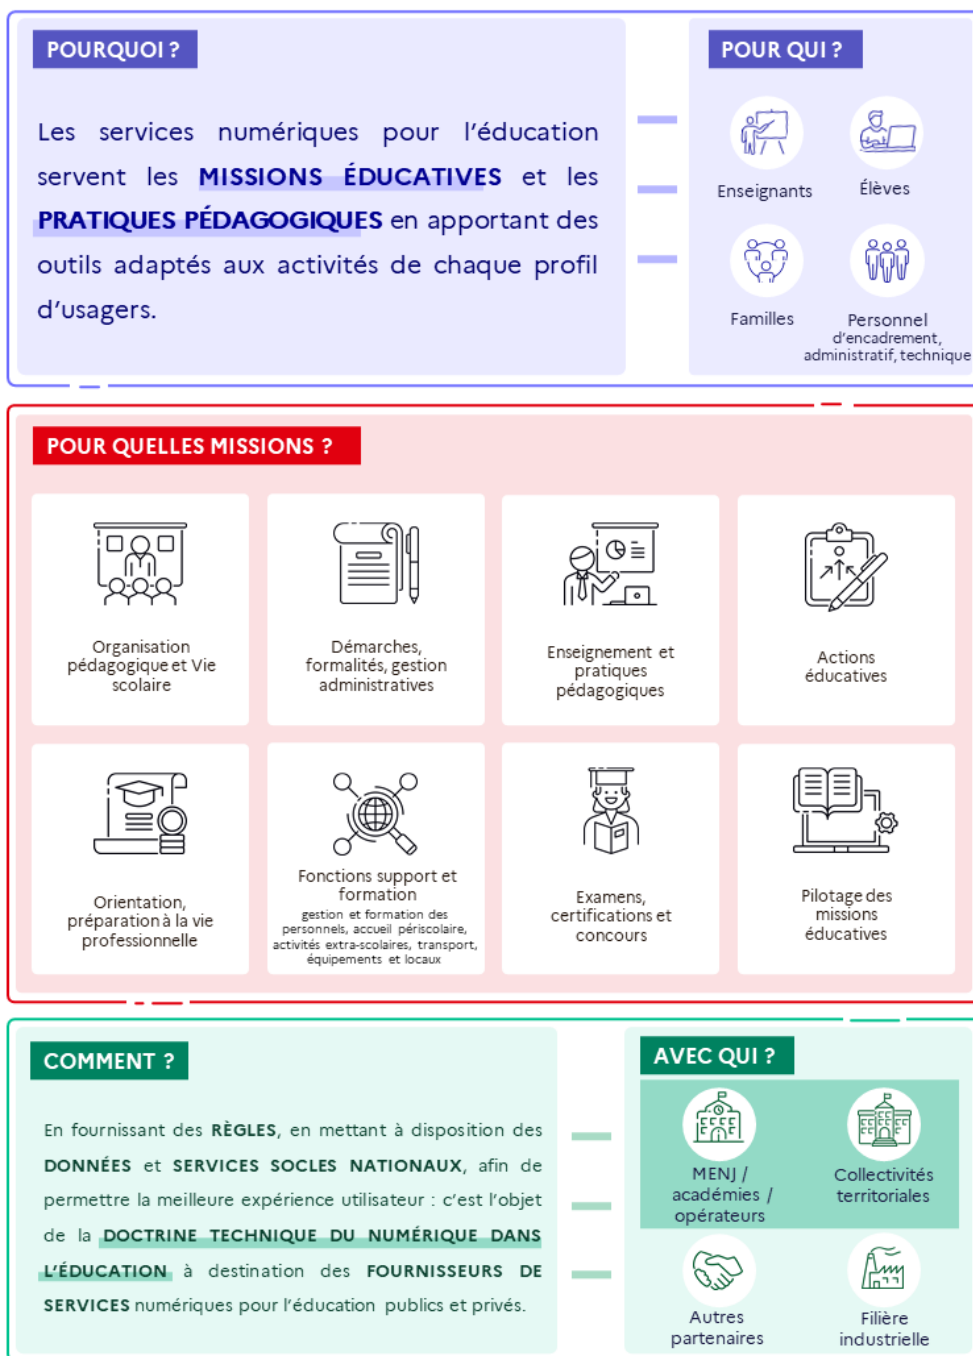 POURQUOI ?
Les services numériques pour l'éducation
servent les MISSIONS ÉDUCATIVES et les
PRATIQUES PÉDAGOGIQUES en apportant des
outils adaptés aux activités de chaque profil
d'usagers.
POUR QUI ?
Enseignants
Élèves
Familles
Personnel
d'encadrement,
administratif, technique
POUR QUELLES MISSIONS ?
Organisation
pédagogique et Vie
scolaire
Démarches,
formalités, gestion
administratives
Enseignement et
pratiques
pédagogiques
Actions
éducatives
Orientation,
préparation à la vie
professionnelle
Fonctions support et
formation
gestion et formation des
personnels, accueil périscolaire,
activités extra-scolaires, transport,
équipements et locaux
Examens,
certifications et
concours
Pilotage des
missions
éducatives
COMMENT ?
En fournissant des RÈGLES, en mettant à disposition des
DONNÉES et SERVICES SOCLES NATIONAUX, afin de
permettre la meilleure expérience utilisateur : c'est l'objet
de la DOCTRINE TECHNIQUE DU NUMÉRIQUE DANS
L'ÉDUCATION à destination des FOURNISSEURS DE
SERVICES numériques pour l'éducation publics et privés.
AVEC QUI ?
MENJ /
académies /
opérateurs
Collectivités
territoriales
Autres
partenaires
Filière
industrielle